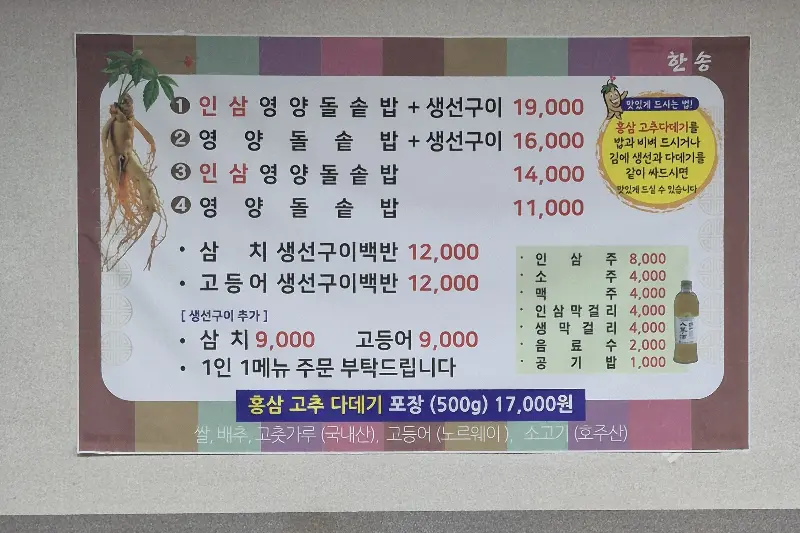 한송
❶ 인삼영양돌솥밥 + 생선구이 19,000
❷ 영양돌솥밥 + 생선구이 16,000
❸ 인삼영양돌솥밥 14,000
❹ 영양돌솥밥 11,000
맛있게 드시는 법!
홍삼 고추다데기를
밥과 비벼 드시거나
김에 생선과 다데기를
같이 싸드시면
맛있게 드실 수 있습니다
· 삼치 생선구이백반 12,000
· 고등어 생선구이백반 12,000
[ 생선구이 추가 ]
· 삼치 9,000 고등어 9,000
· 1인 1메뉴 주문 부탁드립니다
· 인삼주 8,000
· 소주 4,000
· 맥주 4,000
· 인삼막걸리 4,000
· 생막걸리 4,000
· 음료수 2,000
· 공기밥 1,000
홍삼 고추 다데기 포장 (500g) 17,000원
쌀, 배추, 고춧가루 (국내산), 고등어 (노르웨이), 소고기 (호주산)